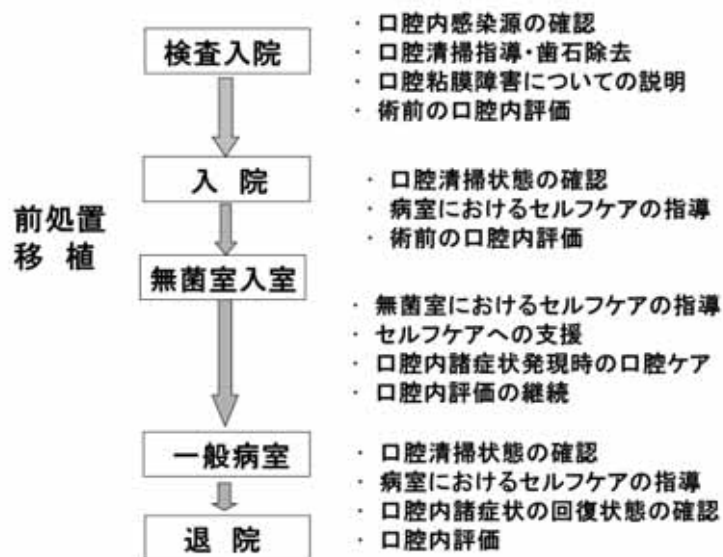 検査入院
・ 口腔内感染源の確認
・ 口腔清掃指導・歯石除去
・ 口腔粘膜障害についての説明
・ 術前の口腔内評価
入 院
・ 口腔清掃状態の確認
・ 病室におけるセルフケアの指導
・ 術前の口腔内評価
前処置
移 植
無菌室入室
・ 無菌室におけるセルフケアの指導
・ セルフケアへの支援
・ 口腔内諸症状発現時の口腔ケア
・ 口腔内評価の継続
一般病室
・ 口腔清掃状態の確認
・ 病室におけるセルフケアの指導
・ 口腔内諸症状の回復状態の確認
・ 口腔内評価
退 院